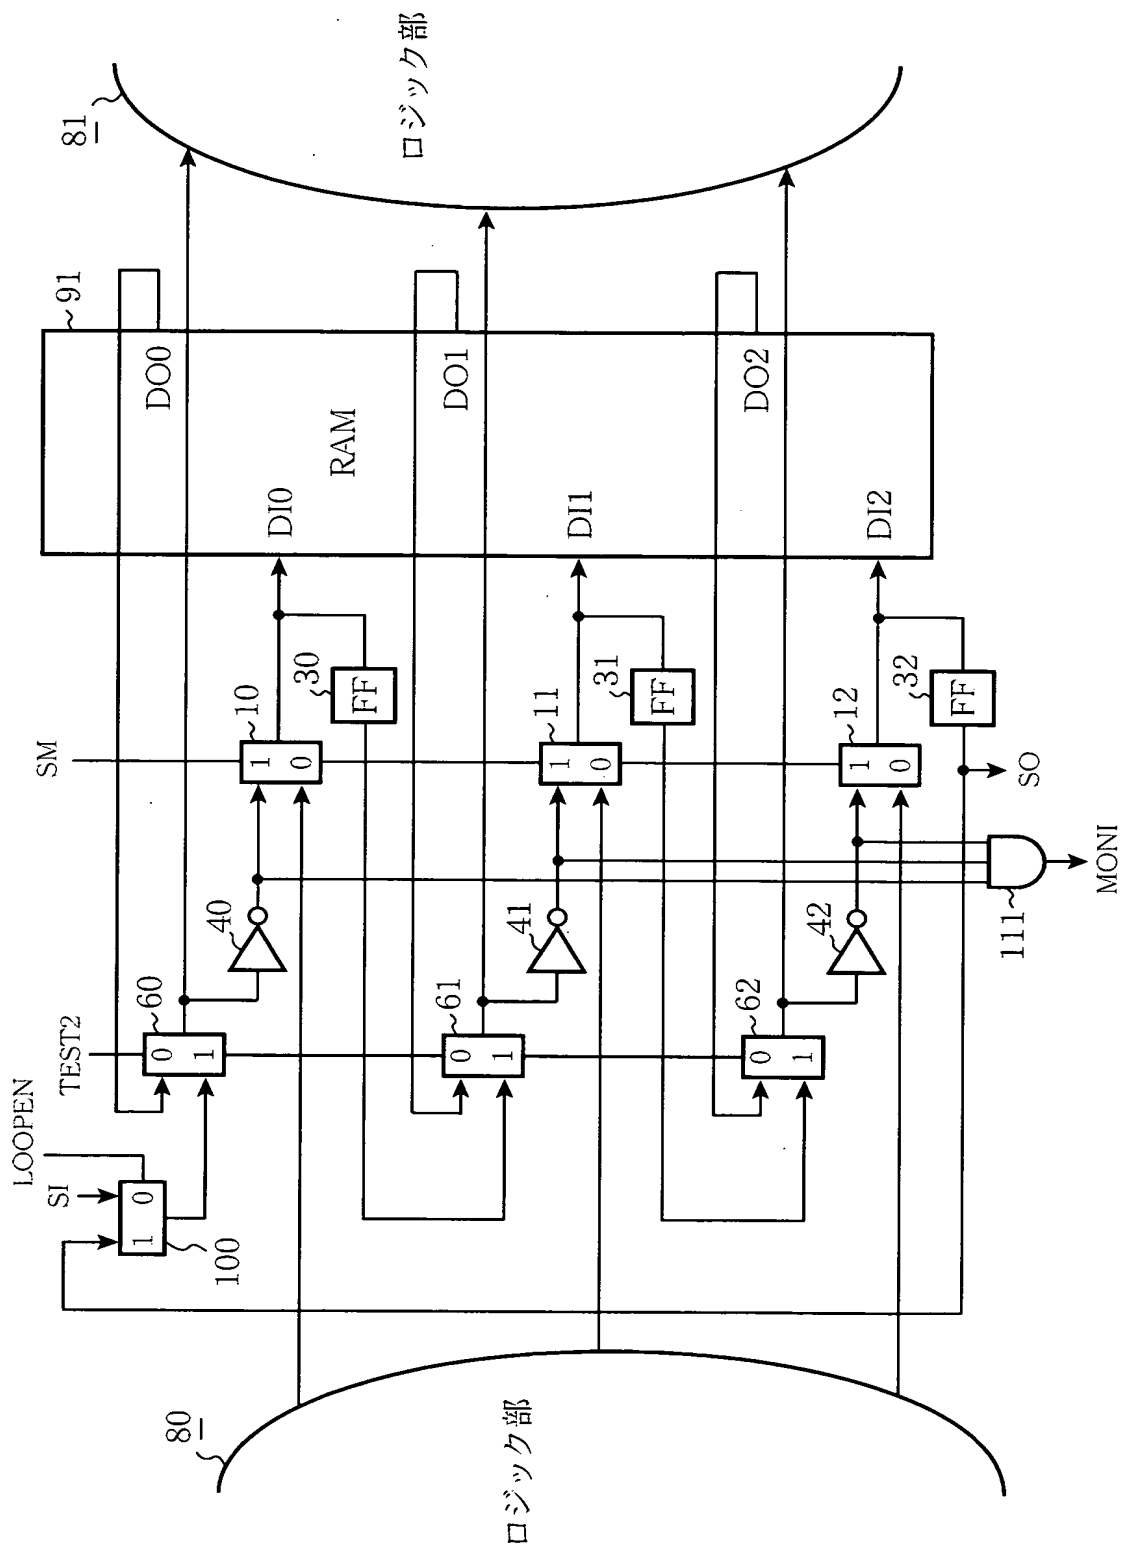 81
ロジック部
91
DO0
DO1
DO2
RAM
DI0
DI1
DI2
30
FF
31
FF
32
FF
SM
10
1
0
11
1
0
12
1
0
SO
40
41
42
111
MONI
TEST2
60
0
1
61
0
1
62
0
1
LOOPEN
SI
1
0
100
80
ロジック部